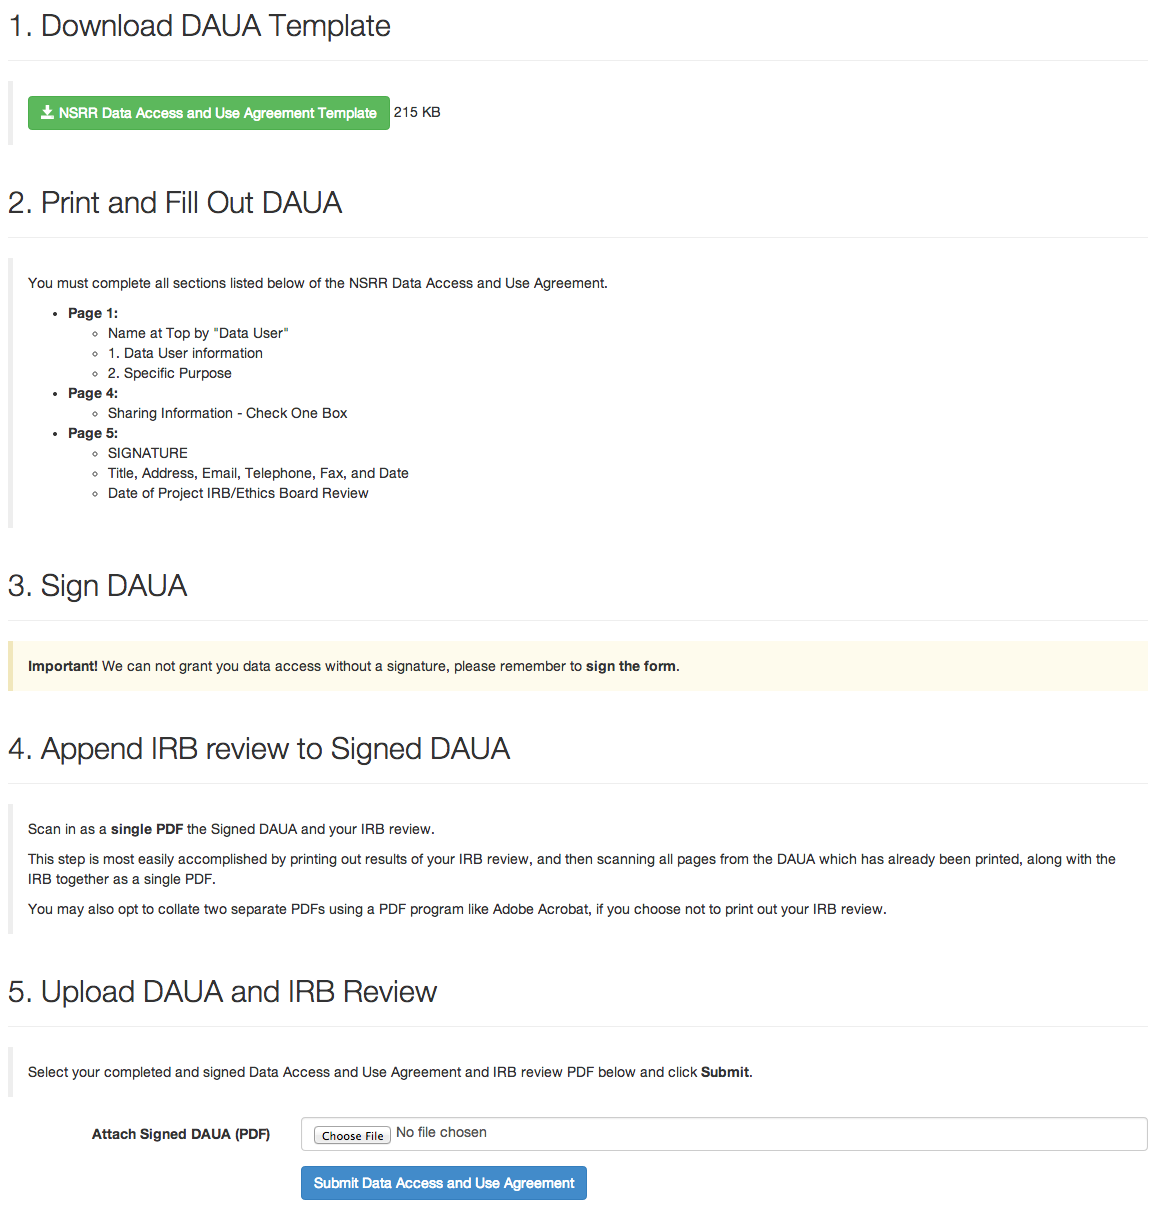 1. Download DAUA Template
NSRR Data Access and Use Agreement Template 215 KB
2. Print and Fill Out DAUA
You must complete all sections listed below of the NSRR Data Access and Use Agreement.
Page 1:
Name at Top by "Data User"
1. Data User information
2. Specific Purpose
Page 4:
Sharing Information - Check One Box
Page 5:
SIGNATURE
Title, Address, Email, Telephone, Fax, and Date
Date of Project IRB/Ethics Board Review
3. Sign DAUA
Important! We can not grant you data access without a signature, please remember to sign the form.
4. Append IRB review to Signed DAUA
Scan in as a single PDF the Signed DAUA and your IRB review.
This step is most easily accomplished by printing out results of your IRB review, and then scanning all pages from the DAUA which has already been printed, along with the
IRB together as a single PDF.
You may also opt to collate two separate PDFs using a PDF program like Adobe Acrobat, if you choose not to print out your IRB review.
5. Upload DAUA and IRB Review
Select your completed and signed Data Access and Use Agreement and IRB review PDF below and click Submit.
Attach Signed DAUA (PDF) Choose File No file chosen
Submit Data Access and Use Agreement